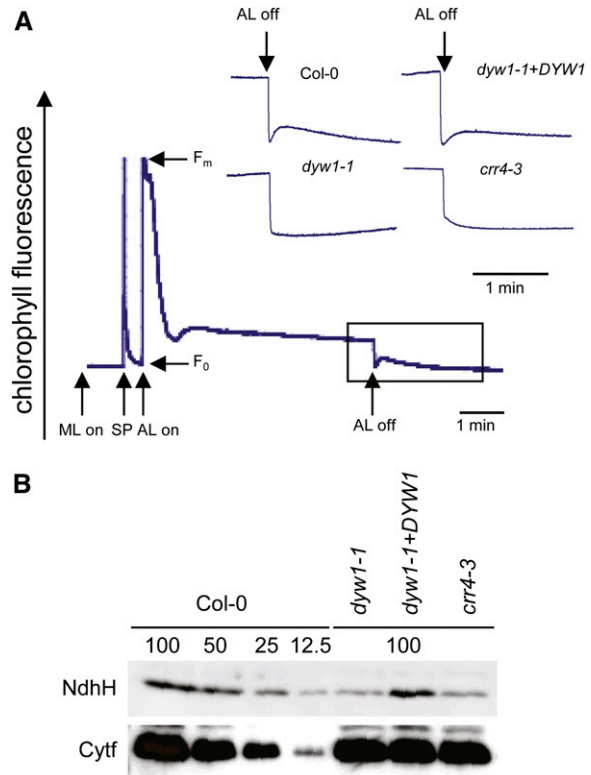 A
AL off
AL off
Col-0
dyw1-1+DYW1
dyw1-1
crr4-3
1 min
chlorophyll fluorescence
Fm
F0
ML on
SP
AL on
AL off
1 min
B
Col-0
dyw1-1
dyw1-1+DYW1
crr4-3
100 50 25 12.5 100
NdhH
Cytf